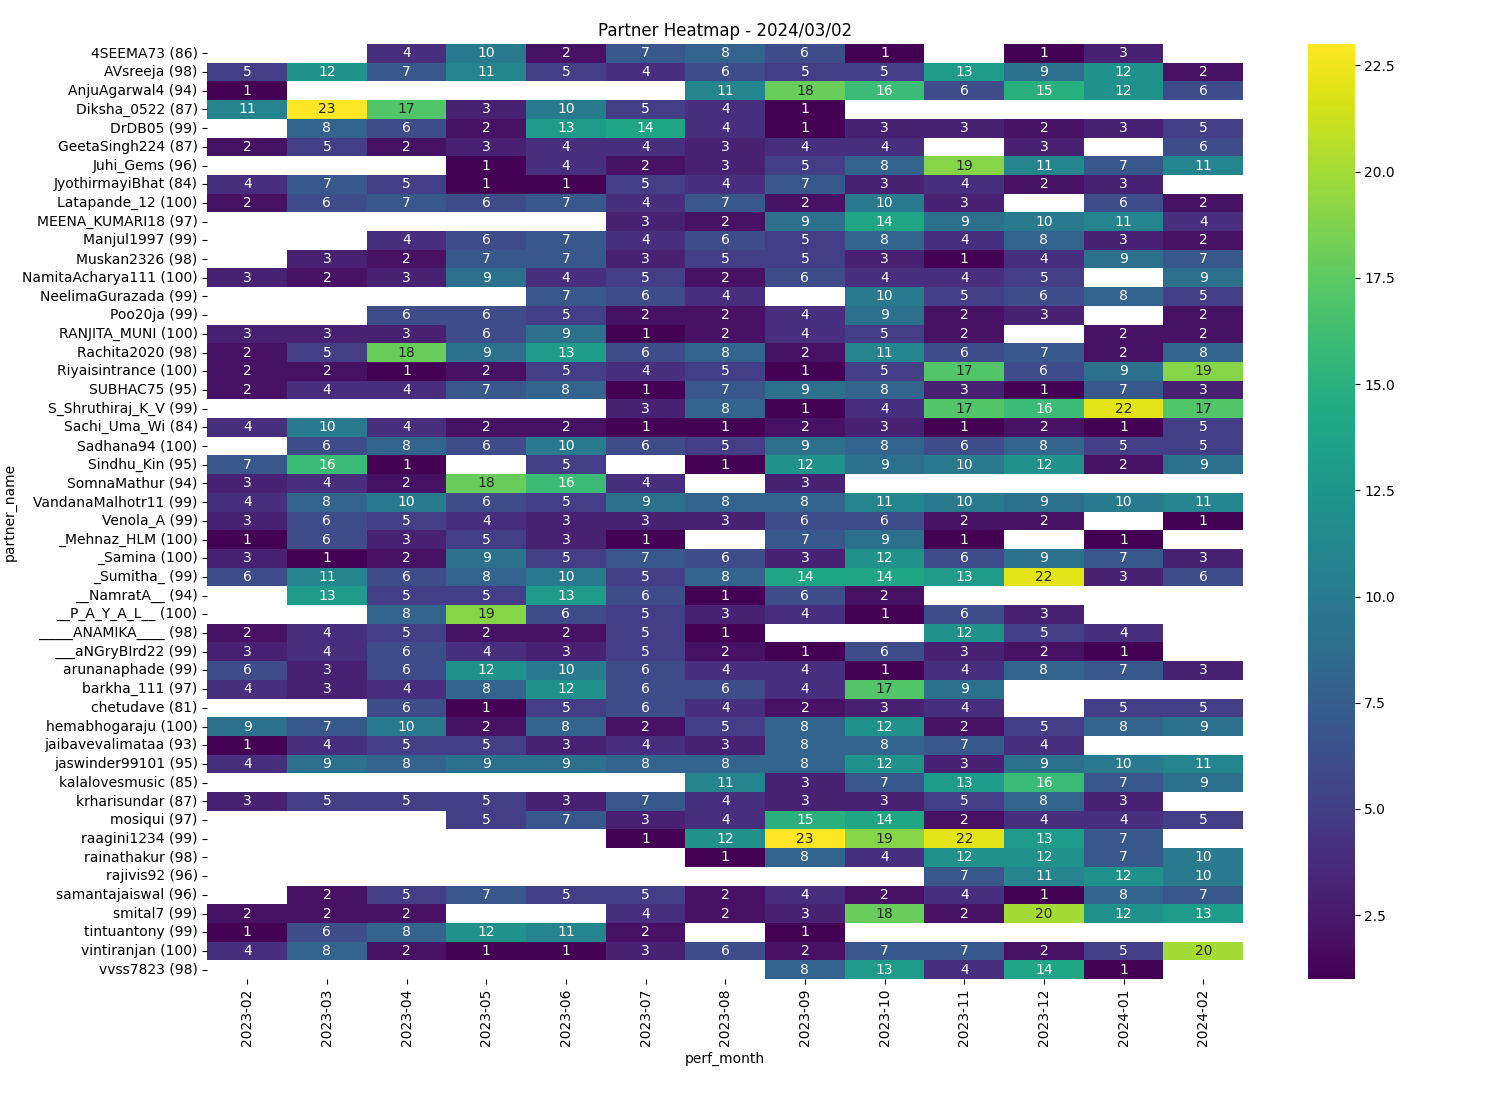 Partner Heatmap - 2024/03/02
4SEEMA73 (86) 4 10 2 7 8 6 1 1 3
AVsreeja (98) 5 12 7 11 5 4 6 5 5 13 9 12 2
AnjuAgarwal4 (94) 1 11 18 16 6 15 12 6
Diksha_0522 (87) 11 23 17 3 10 5 4 1
DrDB05 (99) 8 6 2 13 14 4 1 3 3 2 3 5
GeetaSingh224 (87) 2 5 2 3 4 4 3 4 4 3 6
Juhi_Gems (96) 1 4 2 3 5 8 19 11 7 11
JyothirmayiBhat (84) 4 7 5 1 1 5 4 7 3 4 2 3
Latapande_12 (100) 2 6 7 6 7 4 7 2 10 3 6 2
MEENA_KUMARI18 (97) 3 2 9 14 9 10 11 4
Manjul1997 (99) 4 6 7 4 6 5 8 4 8 3 2
Muskan2326 (98) 3 2 7 7 3 5 5 3 1 4 9 7
NamitaAcharya111 (100) 3 2 3 9 4 5 2 6 4 4 5 9
NeelimaGurazada (99) 7 6 4 10 5 6 8 5
Poo20ja (99) 6 6 5 2 2 4 9 2 3 2
RANJITA_MUNI (100) 3 3 3 6 9 1 2 4 5 2 2 2
Rachita2020 (98) 2 5 18 9 13 6 8 2 11 6 7 2 8
Riyaisintrance (100) 2 2 1 2 5 4 5 1 5 17 6 9 19
SUBHAC75 (95) 2 4 4 7 8 1 7 9 8 3 1 7 3
S_Shruthiraj_K_V (99) 3 8 1 4 17 16 22 17
Sachi_Uma_Wi (84) 4 10 4 2 2 1 1 2 3 1 2 1 5
Sadhana94 (100) 6 8 6 10 6 5 9 8 6 8 5 5
Sindhu_Kin (95) 7 16 1 5 1 12 9 10 12 2 9
SomnaMathur (94) 3 4 2 18 16 4 3
VandanaMalhotr11 (99) 4 8 10 6 5 9 8 8 11 10 9 10 11
Venola_A (99) 3 6 5 4 3 3 3 6 6 2 2 1
_Mehnaz_HLM (100) 1 6 3 5 3 1 7 9 1 1
_Samina (100) 3 1 2 9 5 7 6 3 12 6 9 7 3
_Sumitha_ (99) 6 11 6 8 10 5 8 14 14 13 22 3 6
__NamratA__ (94) 13 5 5 13 6 1 6 2
__P_A_Y_A_L__ (100) 8 19 6 5 3 4 1 6 3
_____ANAMIKA____ (98) 2 4 5 2 2 5 1 12 5 4
___aNGryBIrd22 (99) 3 4 6 4 3 5 2 1 6 3 2 1
arunanaphade (99) 6 3 6 12 10 6 4 4 1 4 8 7 3
barkha_111 (97) 4 3 4 8 12 6 6 4 17 9
chetudave (81) 6 1 5 6 4 2 3 4 5 5
hemabhogaraju (100) 9 7 10 2 8 2 5 8 12 2 5 8 9
jaibavevalimataa (93) 1 4 5 5 3 4 3 8 8 7 4
jaswinder99101 (95) 4 9 8 9 9 8 8 8 12 3 9 10 11
kalalovesmusic (85) 11 3 7 13 16 7 9
krharisundar (87) 3 5 5 5 3 7 4 3 3 5 8 3
mosiqui (97) 5 7 3 4 15 14 2 4 4 5
raagini1234 (99) 1 12 23 19 22 13 7
rainathakur (98) 1 8 4 12 12 7 10
rajivis92 (96) 7 11 12 10
samantajaiswal (96) 2 5 7 5 5 2 4 2 4 1 8 7
smital7 (99) 2 2 2 4 2 3 18 2 20 12 13
tintuantony (99) 1 6 8 12 11 2 1
vintiranjan (100) 4 8 2 1 1 3 6 2 7 7 2 5 20
vvss7823 (98) 8 13 4 14 1
2023-02 2023-03 2023-04 2023-05 2023-06 2023-07 2023-08 2023-09 2023-10 2023-11 2023-12 2024-01 2024-02
perf_month
partner_name
22.5
20.0
17.5
15.0
12.5
10.0
7.5
5.0
2.5